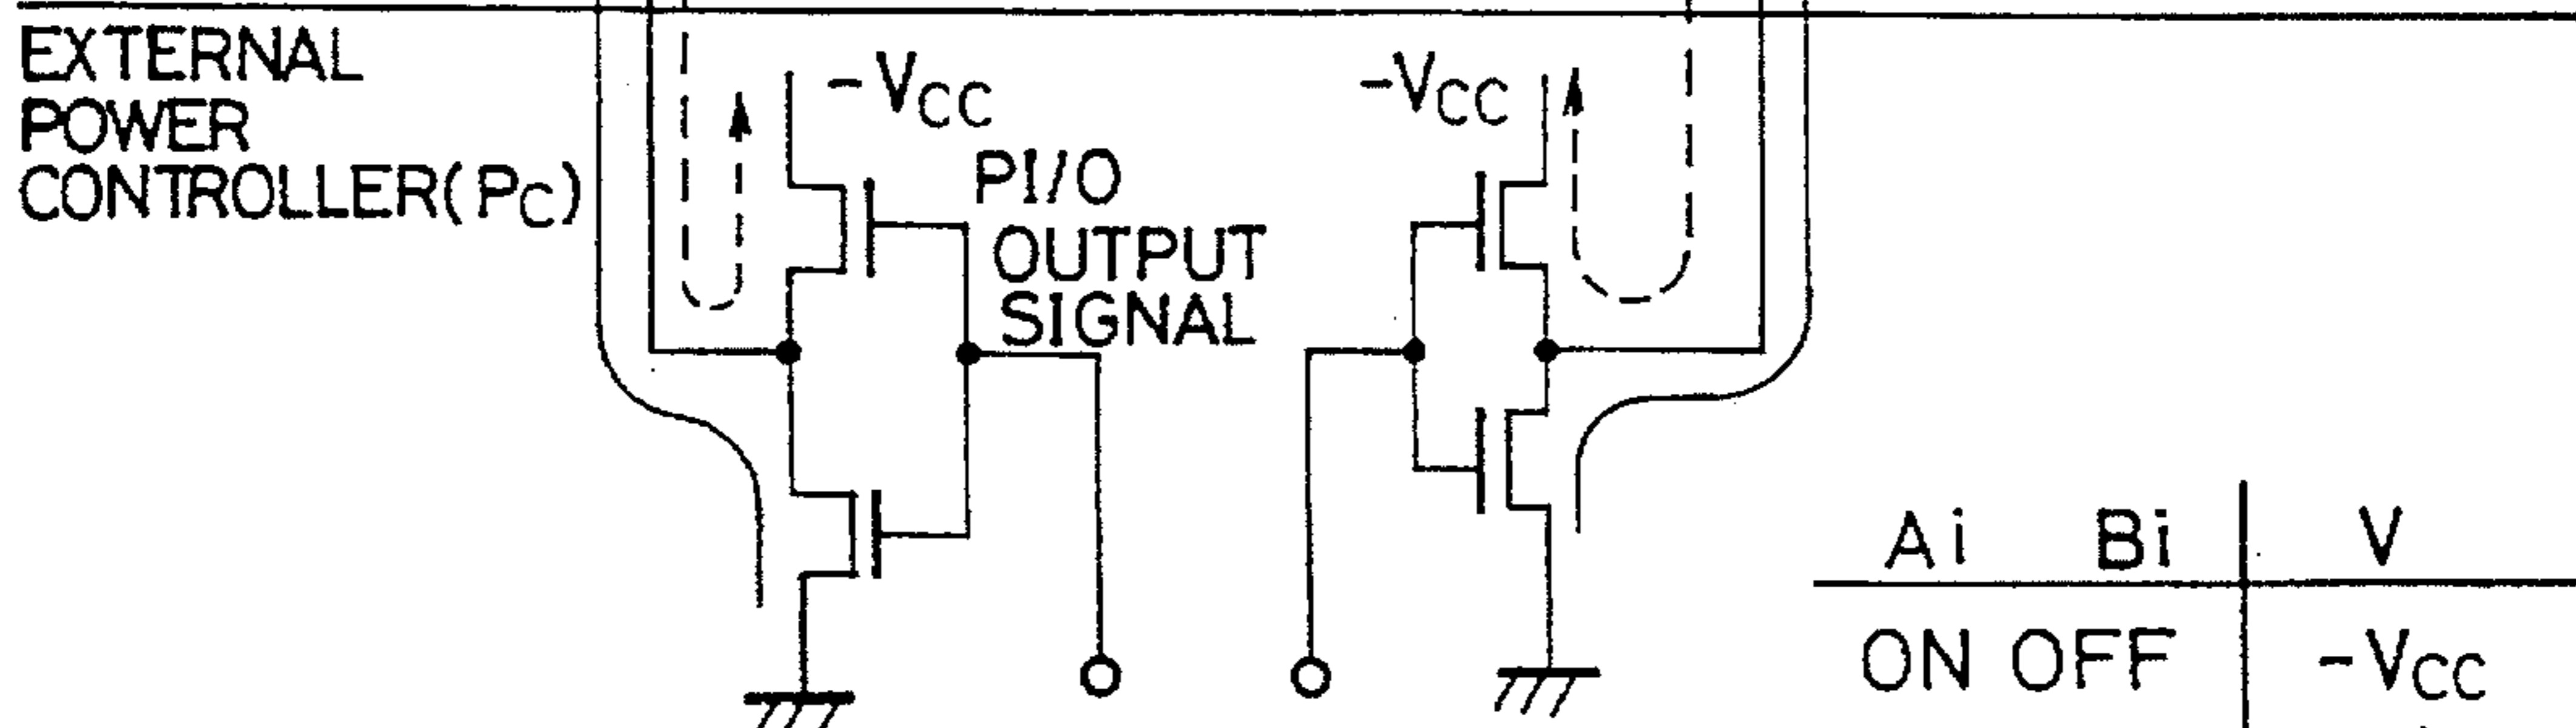 EXTERNAL
POWER
CONTROLLER(PC)
-VCC
PI/O
OUTPUT
SIGNAL
-VCC
Ai Bi V
ON OFF -VCC